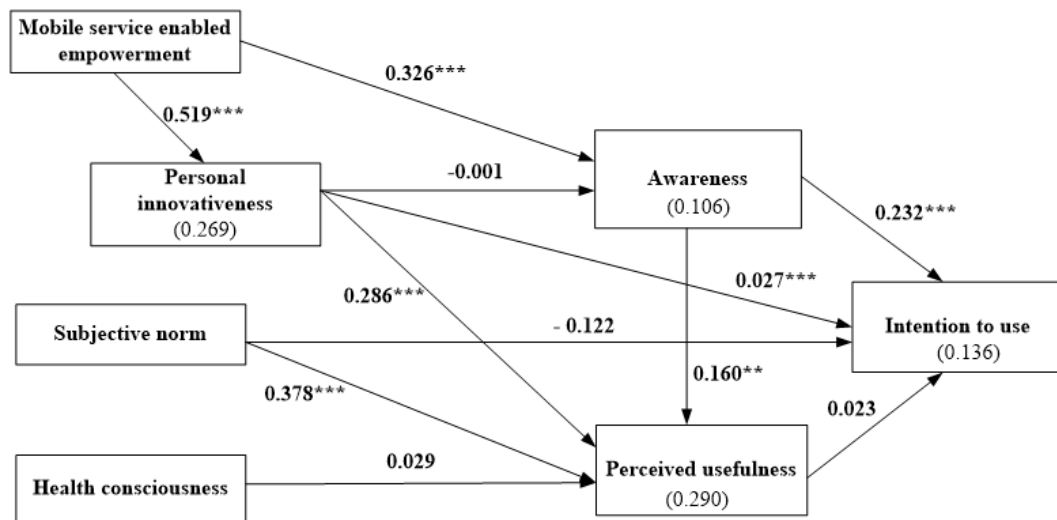 Mobile service enabled
empowerment
0.326***
0.519***
Personal
innovativeness
(0.269)
-0.001
Awareness
(0.106)
0.232***
0.027***
0.286***
Subjective norm
- 0.122
Intention to use
(0.136)
0.378***
0.160**
0.023
Health consciousness
0.029
Perceived usefulness
(0.290)